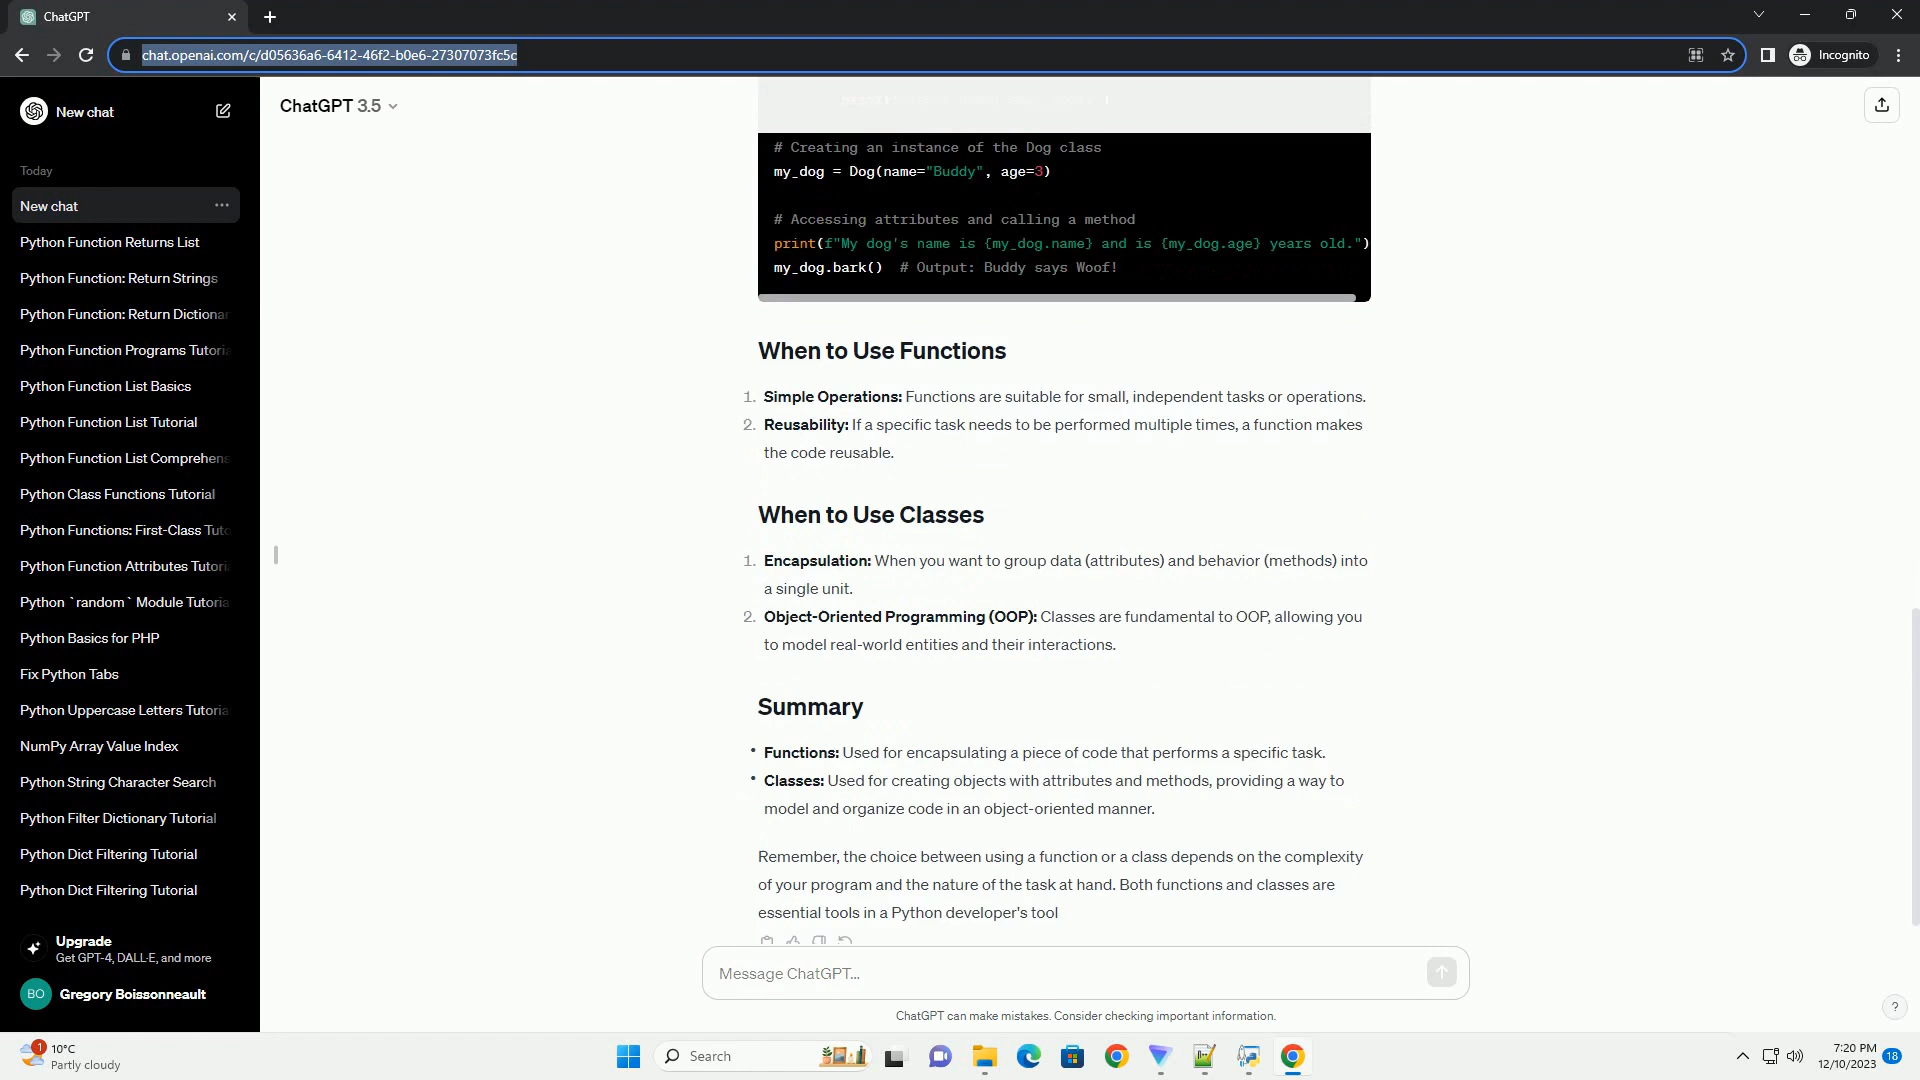 ChatGPT
chat.openai.com/c/d05636a6-6412-46f2-b0e6-27307073fc5c
Incognito
New chat
ChatGPT 3.5
Today
New chat
Python Function Returns List
Python Function: Return Strings
Python Function: Return Dictionar
Python Function Programs Tutoria
Python Function List Basics
Python Function List Tutorial
Python Function List Comprehens
Python Class Functions Tutorial
Python Functions: First-Class Tuto
Python Function Attributes Tutori
Python `random` Module Tutoria
Python Basics for PHP
Fix Python Tabs
Python Uppercase Letters Tutoria
NumPy Array Value Index
Python String Character Search
Python Filter Dictionary Tutorial
Python Dict Filtering Tutorial
Python Dict Filtering Tutorial
Upgrade
Get GPT-4, DALL·E, and more
BO
Gregory Boissonneault
# Creating an instance of the Dog class
my_dog = Dog(name="Buddy", age=3)
# Accessing attributes and calling a method
print(f"My dog's name is {my_dog.name} and is {my_dog.age} years old.")
my_dog.bark()  # Output: Buddy says Woof!
When to Use Functions
1. Simple Operations: Functions are suitable for small, independent tasks or operations.
2. Reusability: If a specific task needs to be performed multiple times, a function makes
the code reusable.
When to Use Classes
1. Encapsulation: When you want to group data (attributes) and behavior (methods) into
a single unit.
2. Object-Oriented Programming (OOP): Classes are fundamental to OOP, allowing you
to model real-world entities and their interactions.
Summary
• Functions: Used for encapsulating a piece of code that performs a specific task.
• Classes: Used for creating objects with attributes and methods, providing a way to
model and organize code in an object-oriented manner.
Remember, the choice between using a function or a class depends on the complexity
of your program and the nature of the task at hand. Both functions and classes are
essential tools in a Python developer's tool
Message ChatGPT...
ChatGPT can make mistakes. Consider checking important information.
?
1
10°C
Partly cloudy
Search
7:20 PM
12/10/2023
18